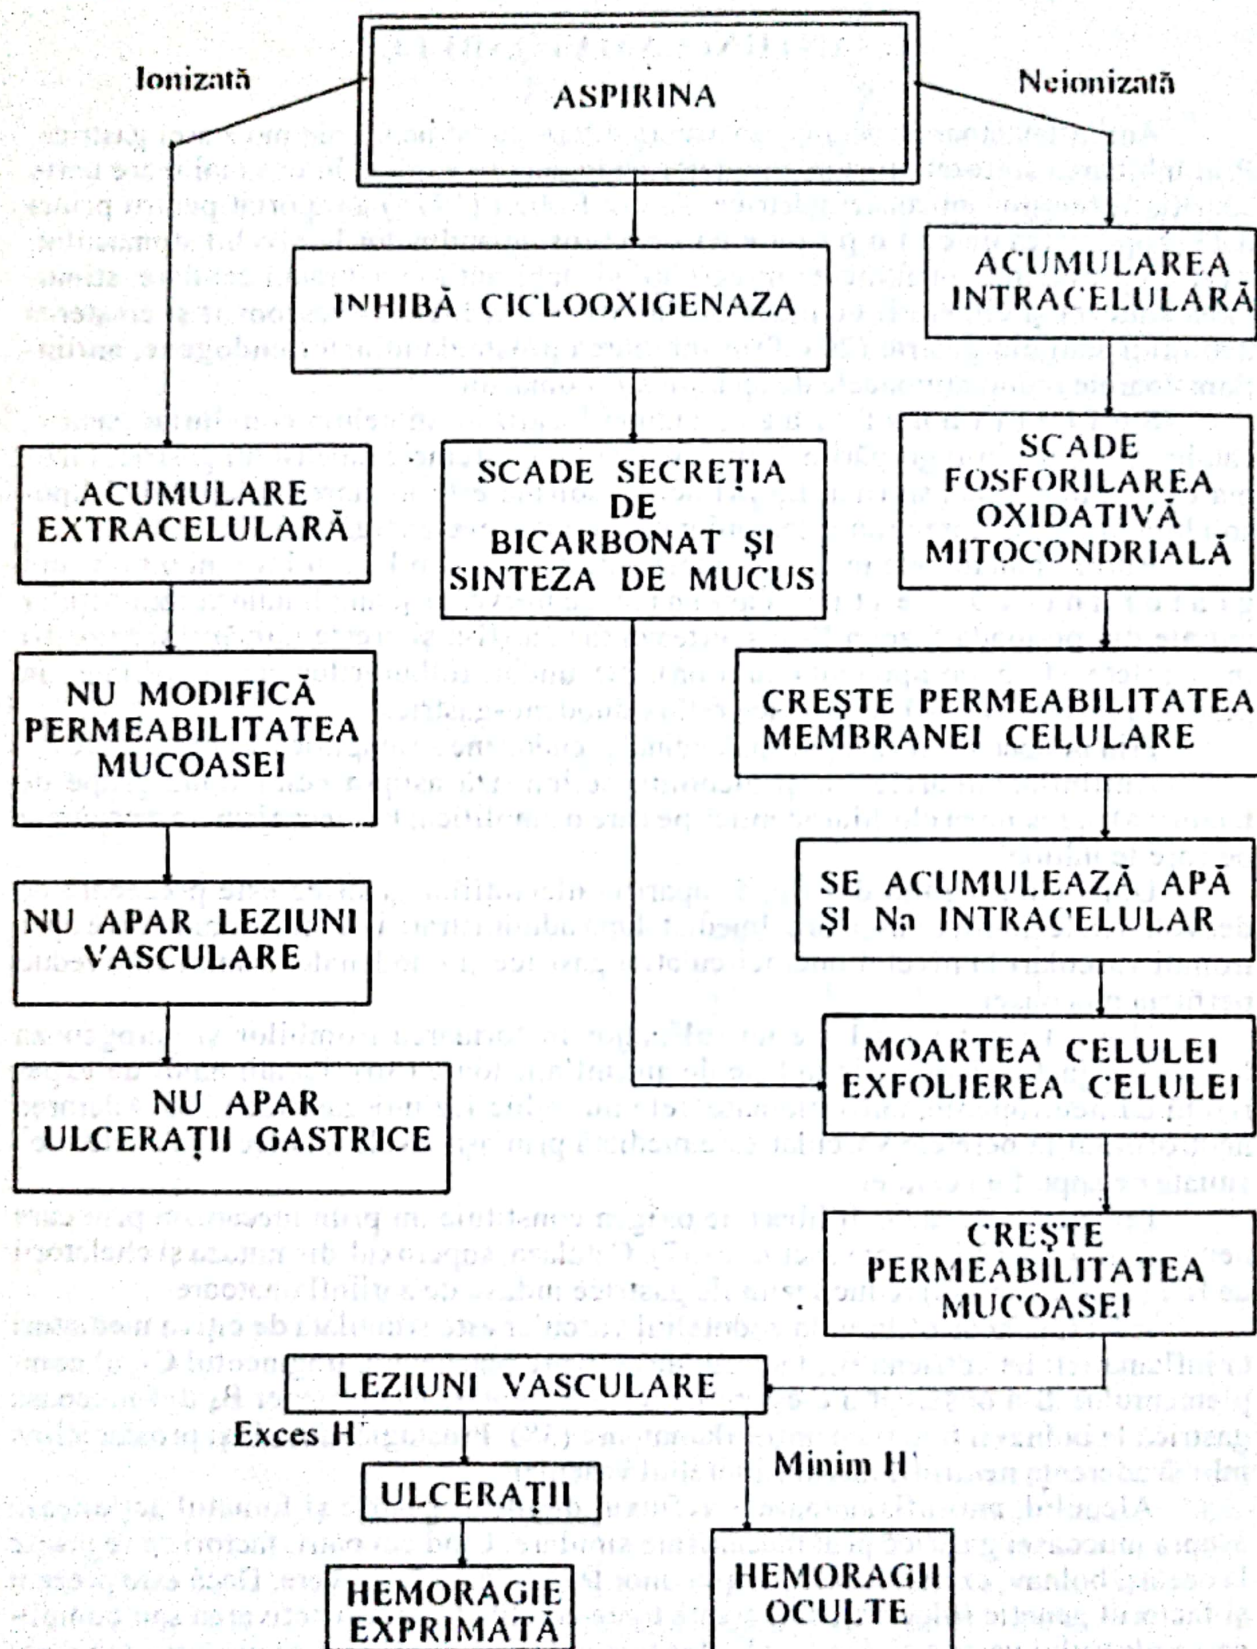 Ionizată
ASPIRINA
Neionizată
INHIBĂ CICLOOXIGENAZA
ACUMULAREA
INTRACELULARĂ
ACUMULARE
EXTRACELULARĂ
SCADE SECREȚIA
DE
BICARBONAT ȘI
SINTEZA DE MUCUS
SCADE
FOSFORILAREA
OXIDATIVĂ
MITOCONDRIALĂ
NU MODIFICĂ
PERMEABILITATEA
MUCOASEI
CREȘTE PERMEABILITATEA
MEMBRANEI CELULARE
NU APAR LEZIUNI
VASCULARE
SE ACUMULEAZĂ APĂ
ȘI Na INTRACELULAR
NU APAR
ULCERAȚII GASTRICE
MOARTEA CELULEI
EXFOLIEREA CELULEI
CREȘTE
PERMEABILITATEA
MUCOASEI
LEZIUNI VASCULARE
Exces H
Minim H
ULCERAȚII
HEMORAGIE
EXPRIMATA
HEMORAGII
OCULTE